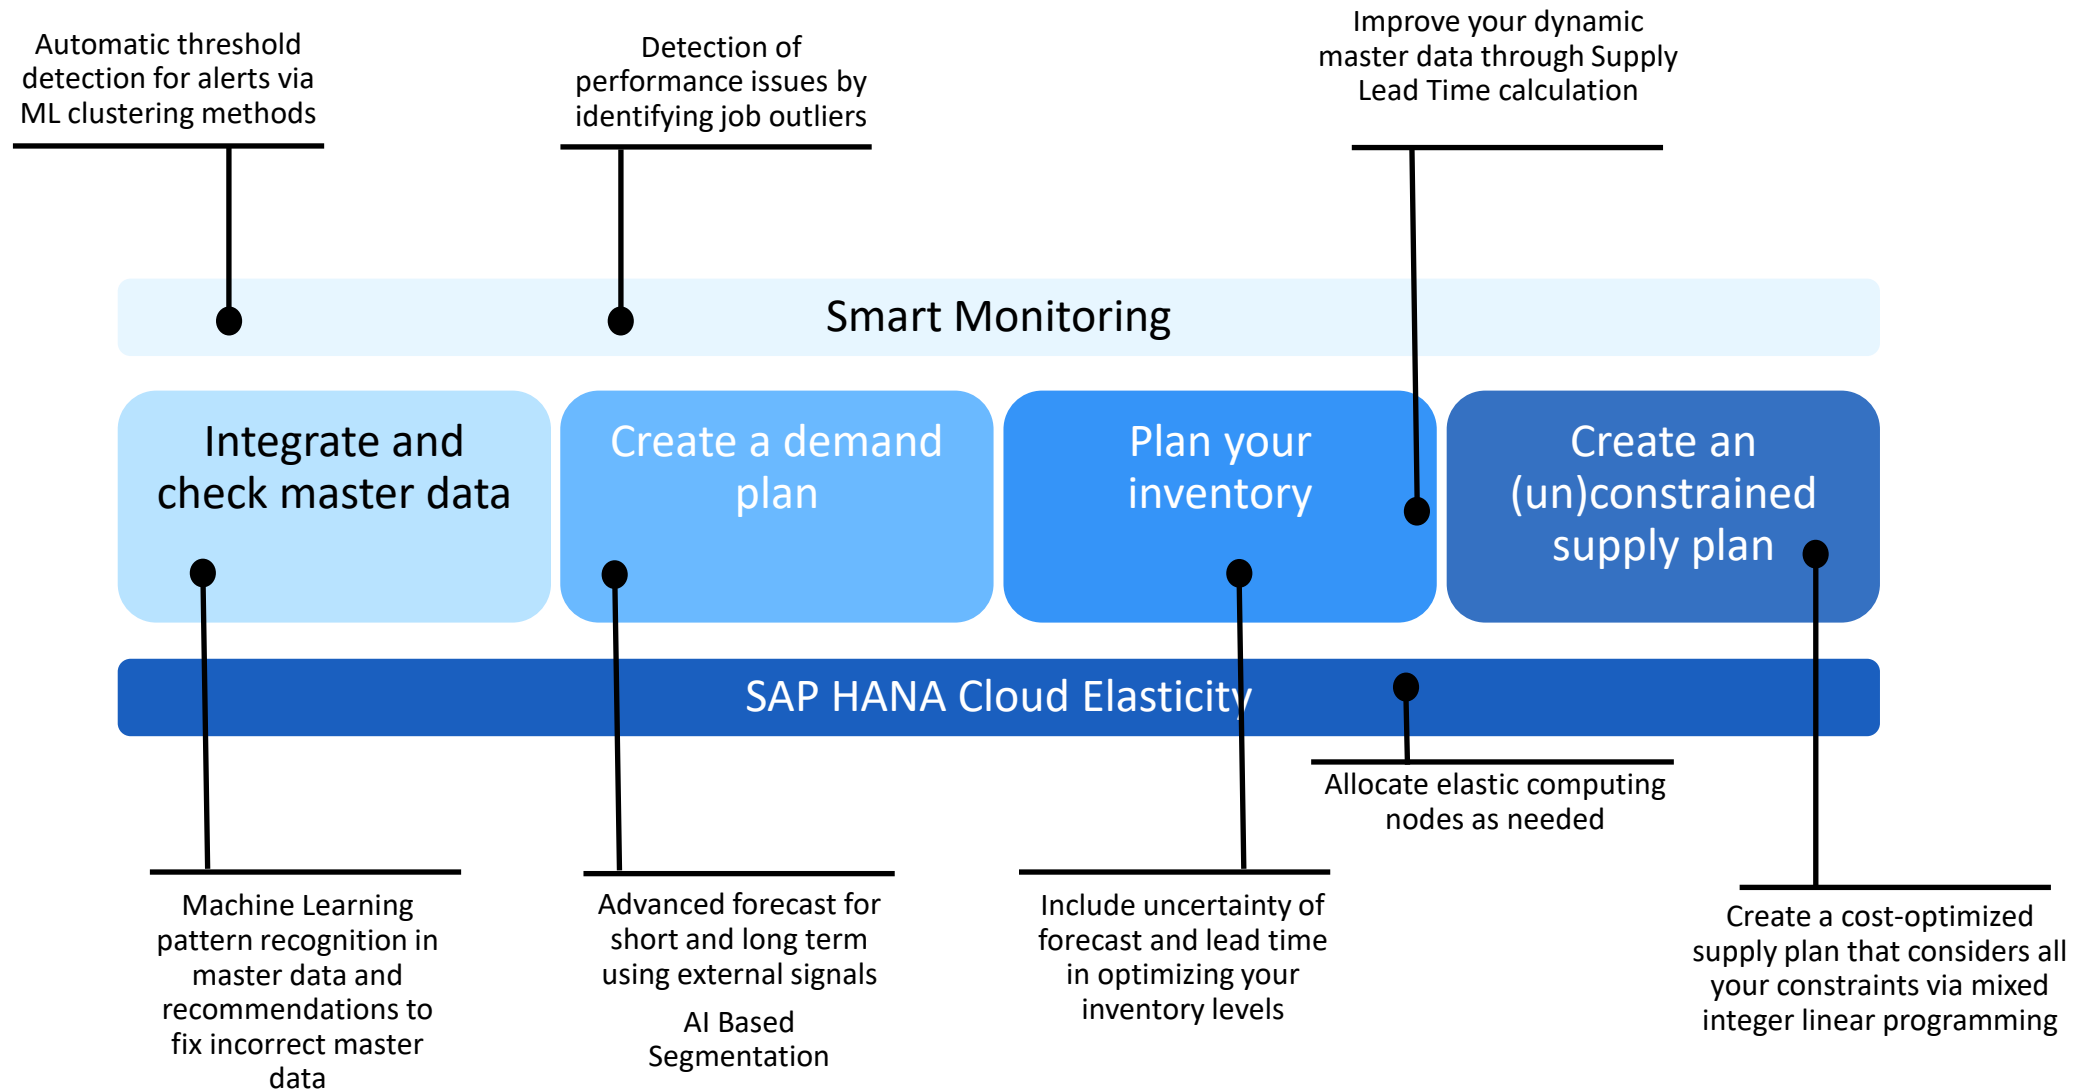 Automatic threshold
detection for alerts via
ML clustering methods
Detection of
performance issues by
identifying job outliers
Improve your dynamic
master data through Supply
Lead Time calculation
Smart Monitoring
Integrate and
check master data
Create a demand
plan
Plan your
inventory
Create an
(un)constrained
supply plan
SAP HANA Cloud Elasticity
Allocate elastic computing
nodes as needed
Machine Learning
pattern recognition in
master data and
recommendations to
fix incorrect master
data
Advanced forecast for
short and long term
using external signals
AI Based
Segmentation
Include uncertainty of
forecast and lead time
in optimizing your
inventory levels
Create a cost-optimized
supply plan that considers all
your constraints via mixed
integer linear programming